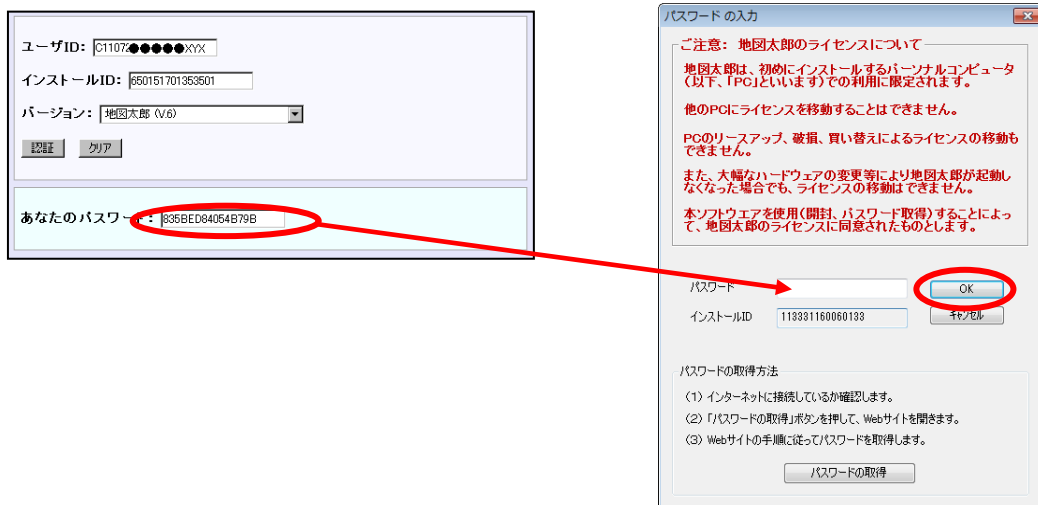 ユーザID: C11072●●●●●XYX
インストールID: 650151701353501
バージョン: 地図太郎 (V.6)
認証 クリア
あなたのパスワード: 835BED84054B79B
パスワード の入力
ご注意: 地図太郎のライセンスについて
地図太郎は、初めにインストールするパーソナルコンピュータ
(以下、「PC」といいます)での利用に限定されます。
他のPCにライセンスを移動することはできません。
PCのリースアップ、破損、買い替えによるライセンスの移動も
できません。
また、大幅なハードウェアの変更等により地図太郎が起動し
なくなった場合でも、ライセンスの移動はできません。
本ソフトウエアを使用(開封、パスワード取得)することによっ
て、地図太郎のライセンスに同意されたものとします。
パスワード OK
インストールID 113331160060133 キャンセル
パスワードの取得方法
(1) インターネットに接続しているか確認します。
(2) 「パスワードの取得」ボタンを押して、Webサイトを開きます。
(3) Webサイトの手順に従ってパスワードを取得します。
パスワードの取得